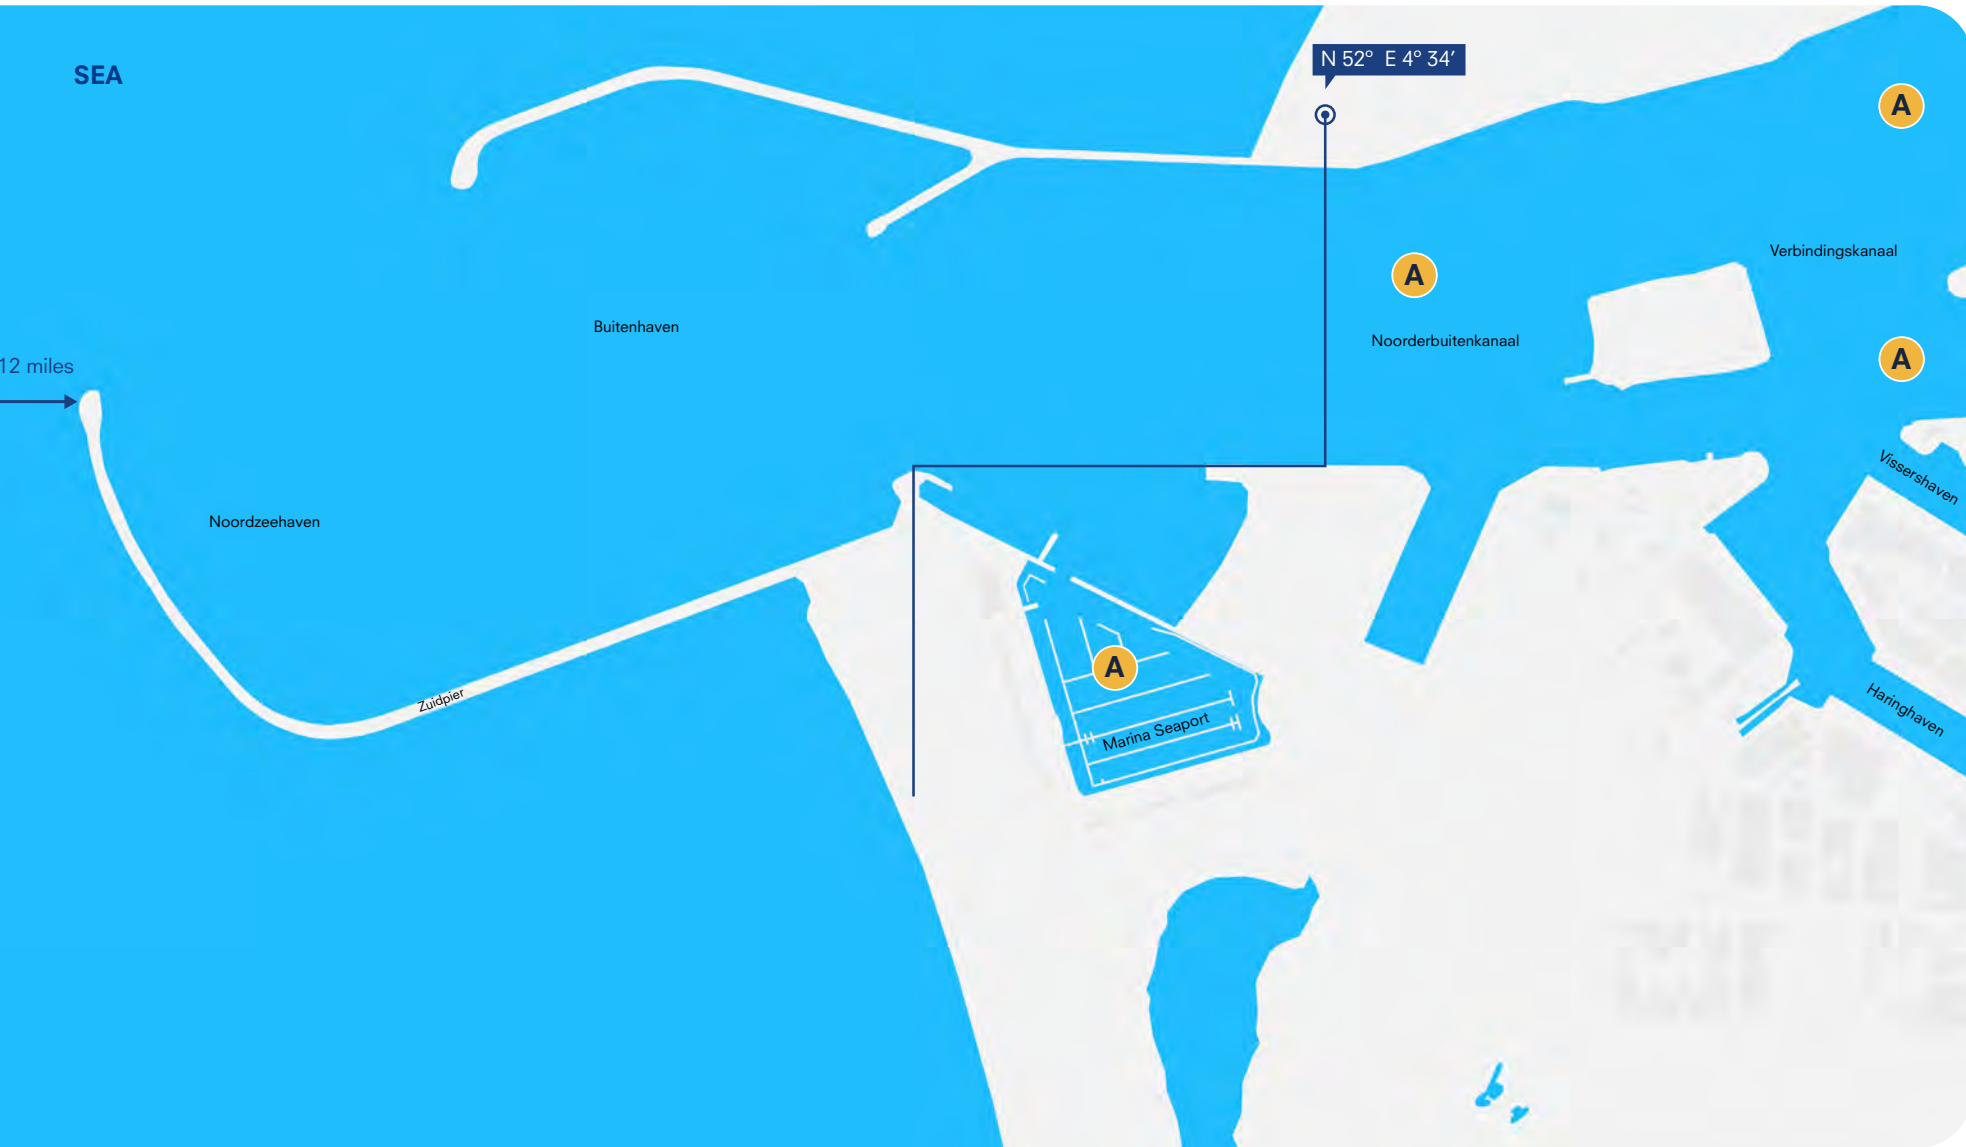 SEA
N 52° E 4° 34′
A
Verbindingskanaal
A
Buitenhaven
Noorderbuitenkanaal
A
12 miles
Vissershaven
Noordzeehaven
A
Zuidpier
Marina Seaport
Haringhaven